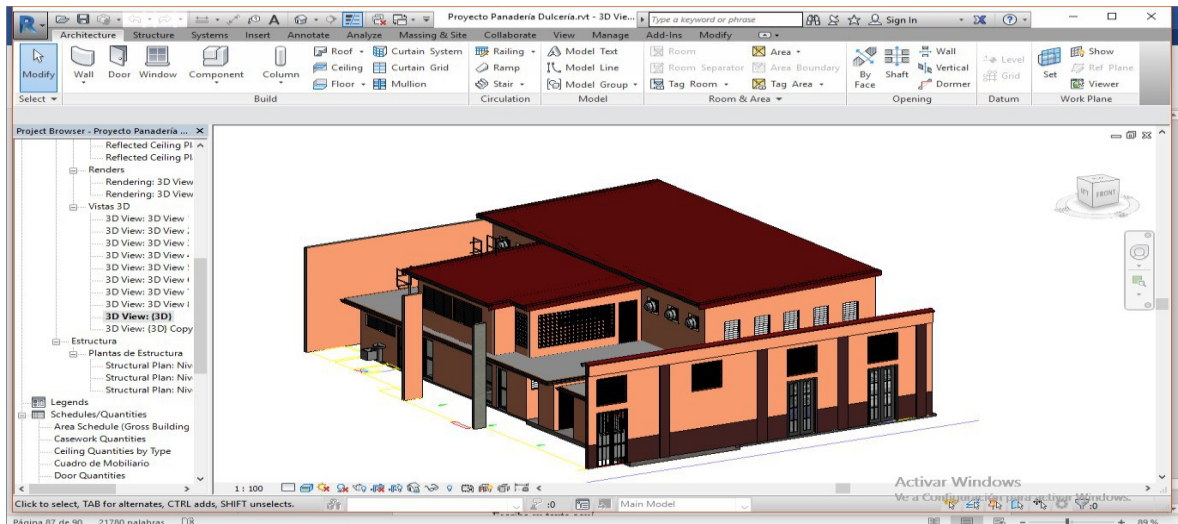 Proyecto Panadería Dulcería.rvt - 3D Vie... Type a keyword or phrase Sign In
Architecture Structure Systems Insert Annotate Analyze Massing & Site Collaborate View Manage Add-Ins Modify
Modify Wall Door Window Component Column Roof Curtain System Railing Model Text Room Area By Face Shaft Wall Level Set Show
Ceiling Curtain Grid Ramp Model Line Room Separator Area Boundary Vertical Grid Ref Plane
Floor Mullion Stair Model Group Tag Room Tag Area Dormer Viewer
Select Build Circulation Model Room & Area Opening Datum Work Plane
Project Browser - Proyecto Panadería ...
Reflected Ceiling Pl
Reflected Ceiling Pl
Renders
Rendering: 3D View
Rendering: 3D View
Vistas 3D
3D View: 3D View
3D View: 3D View
3D View: 3D View
3D View: 3D View
3D View: 3D View
3D View: 3D View
3D View: 3D View
3D View: 3D View
3D View: (3D)
3D View: (3D) Copy
Estructura
Plantas de Estructura
Structural Plan: Niv
Structural Plan: Niv
Structural Plan: Niv
Legends
Schedules/Quantities
Area Schedule (Gross Building
Casework Quantities
Ceiling Quantities by Type
Cuadro de Mobiliario
Door Quantities
FRONT
1 : 100
Activar Windows
Ve a Configuración para activar Windows.
Click to select, TAB for alternates, CTRL adds, SHIFT unselects. :0 Main Model :0
Página 87 de 90 21780 palabras 89 %